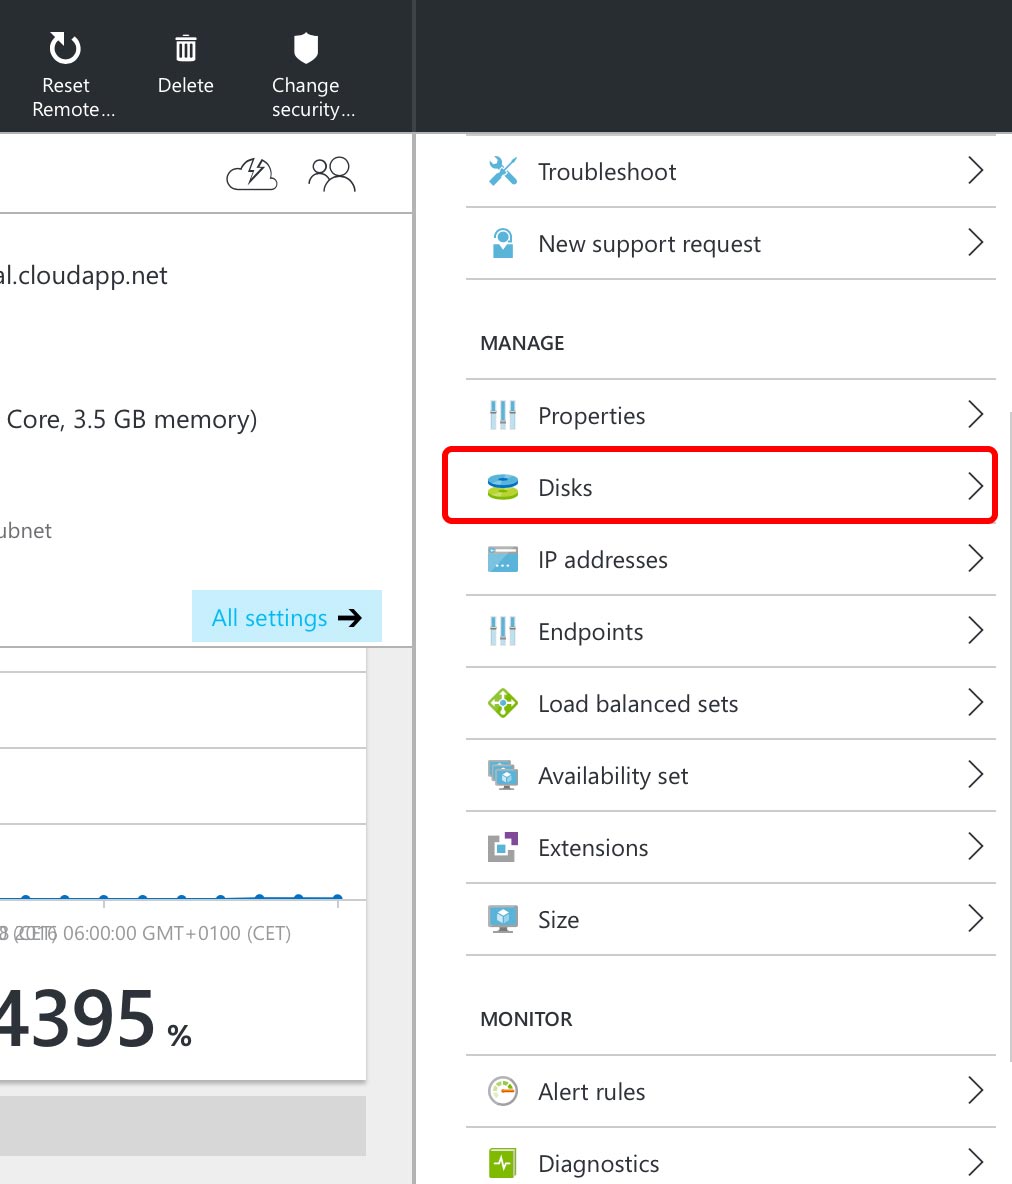 Reset
Remote...
Delete
Change
security...
al.cloudapp.net
Core, 3.5 GB memory)
ubnet
All settings
06:00:00 GMT+0100 (CET)
4395 %
Troubleshoot
New support request
MANAGE
Properties
Disks
IP addresses
Endpoints
Load balanced sets
Availability set
Extensions
Size
MONITOR
Alert rules
Diagnostics